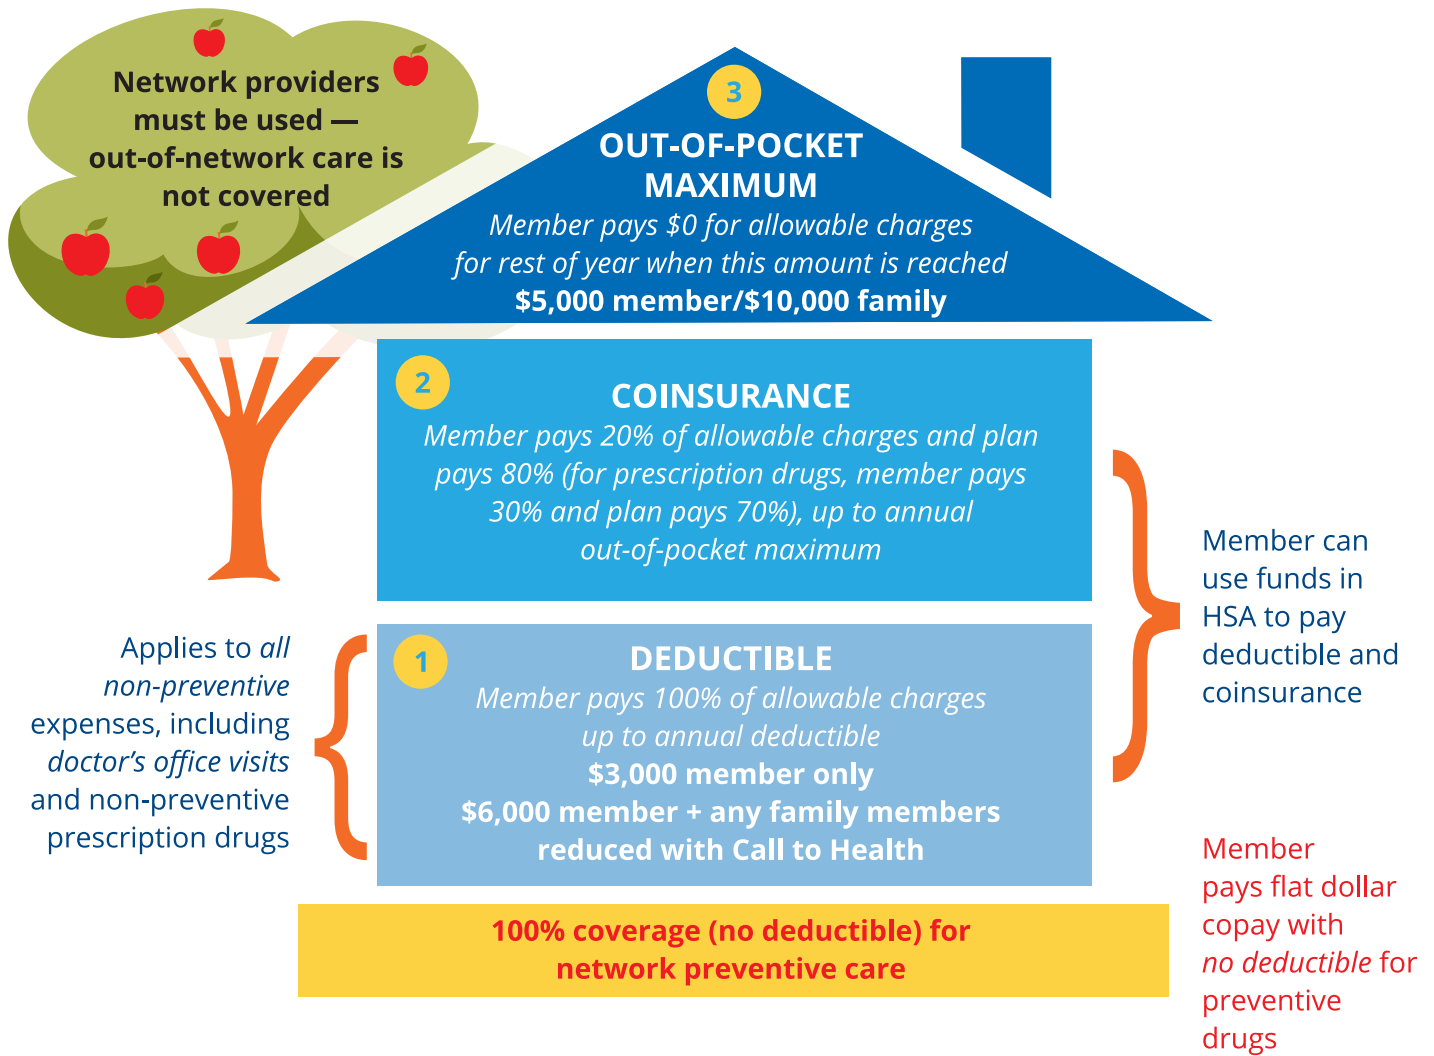 Network providers
must be used —
out-of-network care is
not covered
3
OUT-OF-POCKET
MAXIMUM
Member pays $0 for allowable charges
for rest of year when this amount is reached
$5,000 member/$10,000 family
2
COINSURANCE
Member pays 20% of allowable charges and plan
pays 80% (for prescription drugs, member pays
30% and plan pays 70%), up to annual
out-of-pocket maximum
Member can
use funds in
HSA to pay
deductible and
coinsurance
Applies to all
non-preventive
expenses, including
doctor’s office visits
and non-preventive
prescription drugs
1
DEDUCTIBLE
Member pays 100% of allowable charges
up to annual deductible
$3,000 member only
$6,000 member + any family members
reduced with Call to Health
100% coverage (no deductible) for
network preventive care
Member
pays flat dollar
copay with
no deductible for
preventive
drugs